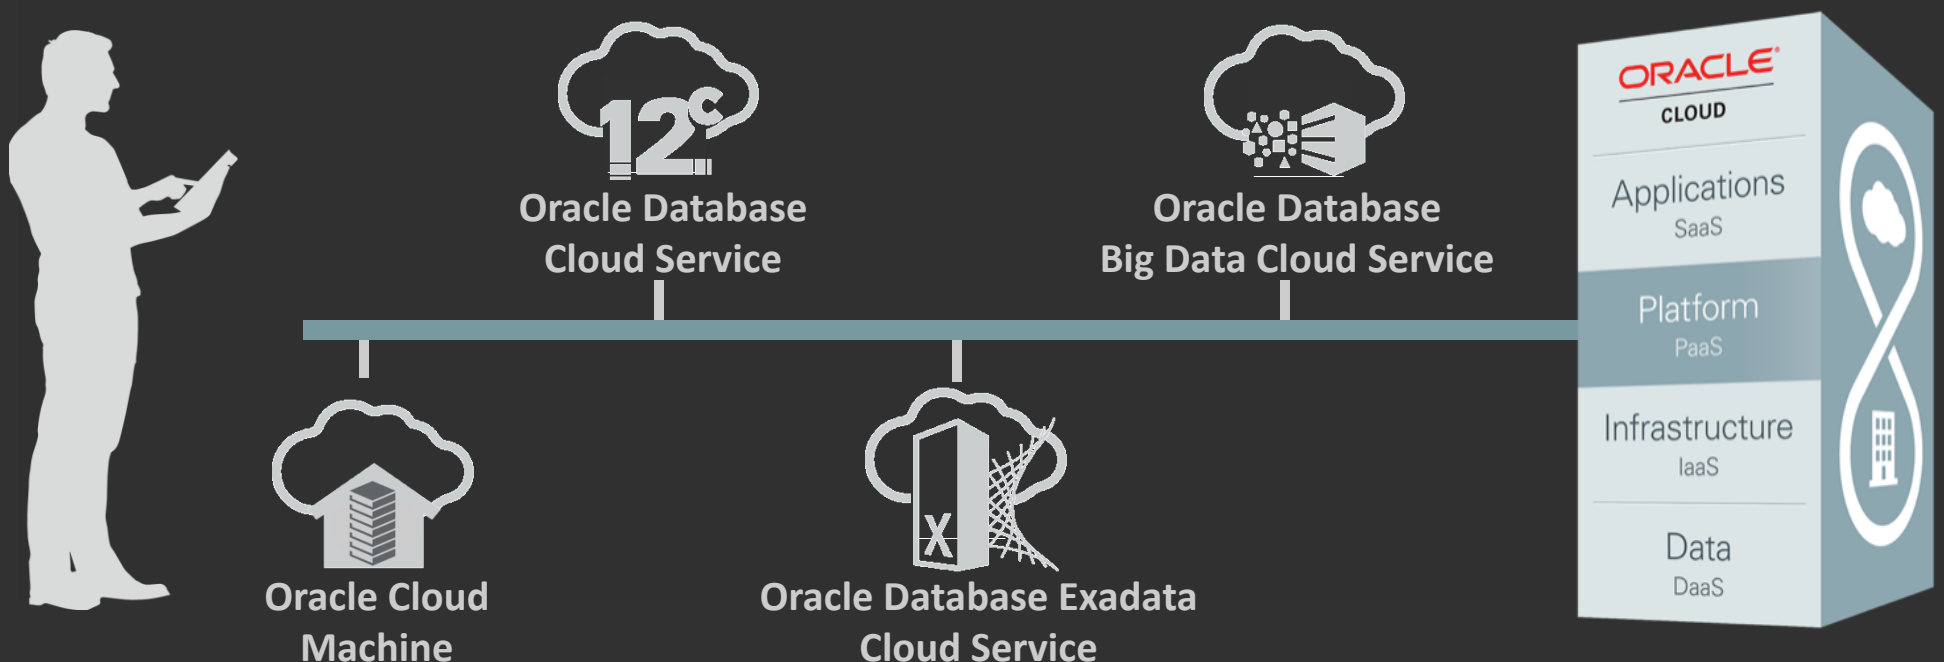 12c
Oracle Database
Cloud Service
Oracle Database
Big Data Cloud Service
X
Oracle Cloud
Machine
Oracle Database Exadata
Cloud Service
ORACLE®
CLOUD
Applications
SaaS
Platform
PaaS
Infrastructure
IaaS
Data
DaaS